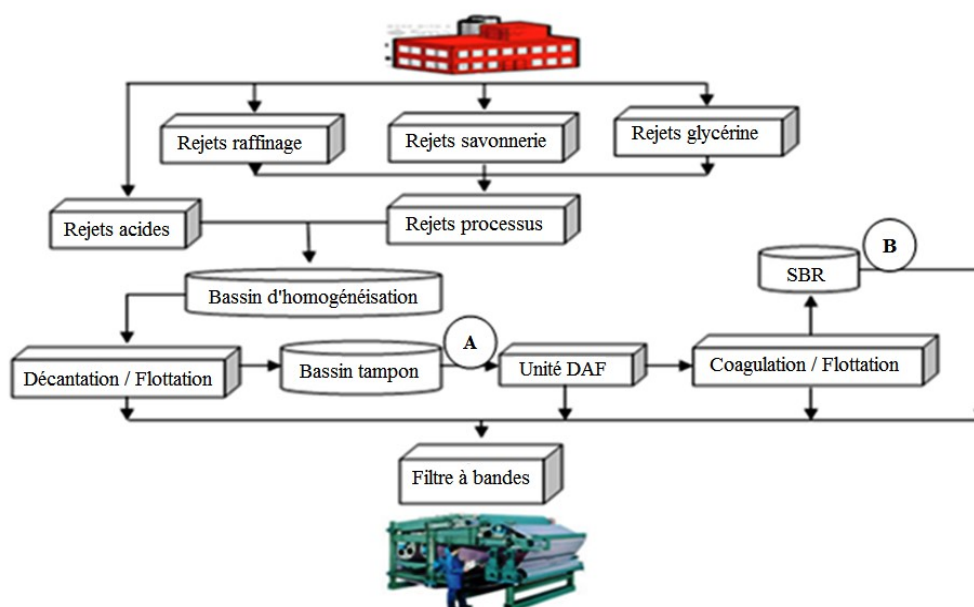 Rejets raffinage
Rejets savonnerie
Rejets glycérine
Rejets acides
Rejets processus
B
SBR
Bassin d'homogénéisation
A
Décantation / Flottation
Bassin tampon
Unité DAF
Coagulation / Flottation
Filtre à bandes